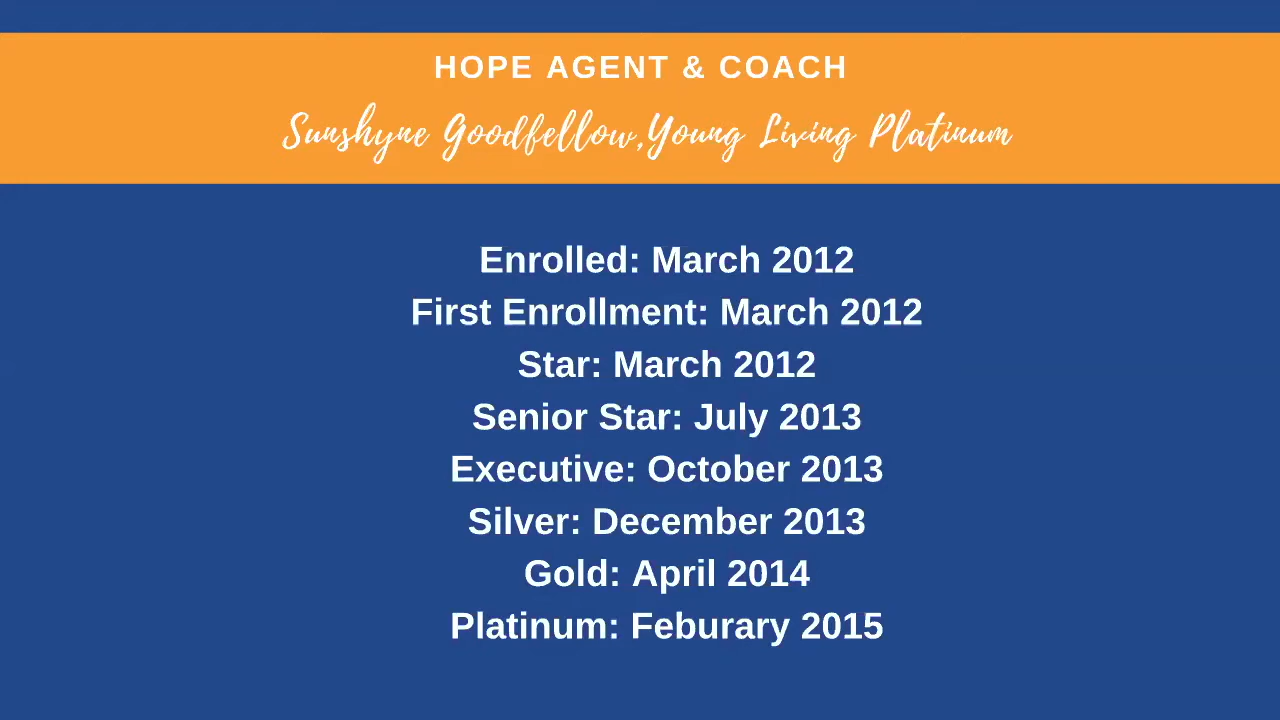 HOPE AGENT & COACH
Sunshyne Goodfellow,Young Living Platinum
Enrolled: March 2012
First Enrollment: March 2012
Star: March 2012
Senior Star: July 2013
Executive: October 2013
Silver: December 2013
Gold: April 2014
Platinum: Feburary 2015